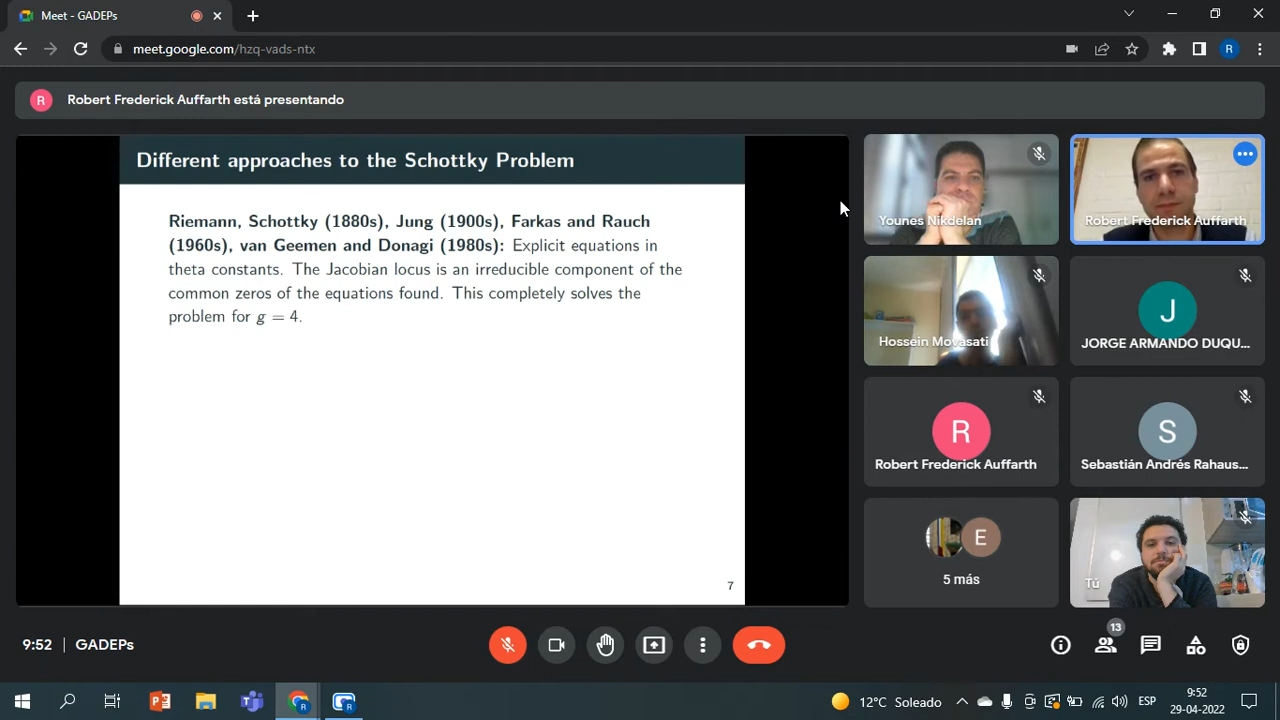 Meet - GADEPs
meet.google.com/hzq-vads-ntx
R
R
Robert Frederick Auffarth está presentando
Different approaches to the Schottky Problem
Riemann, Schottky (1880s), Jung (1900s), Farkas and Rauch
(1960s), van Geemen and Donagi (1980s): Explicit equations in
theta constants. The Jacobian locus is an irreducible component of the
common zeros of the equations found. This completely solves the
problem for g = 4.
7
Younes Nikdelan
Robert Frederick Auffarth
Hossein Movasati
J
JORGE ARMANDO DUQU...
R
Robert Frederick Auffarth
S
Sebastián Andrés Rahaus...
E
5 más
Tú
9:52 | GADEPs
13
12°C Soleado
ESP
9:52
29-04-2022